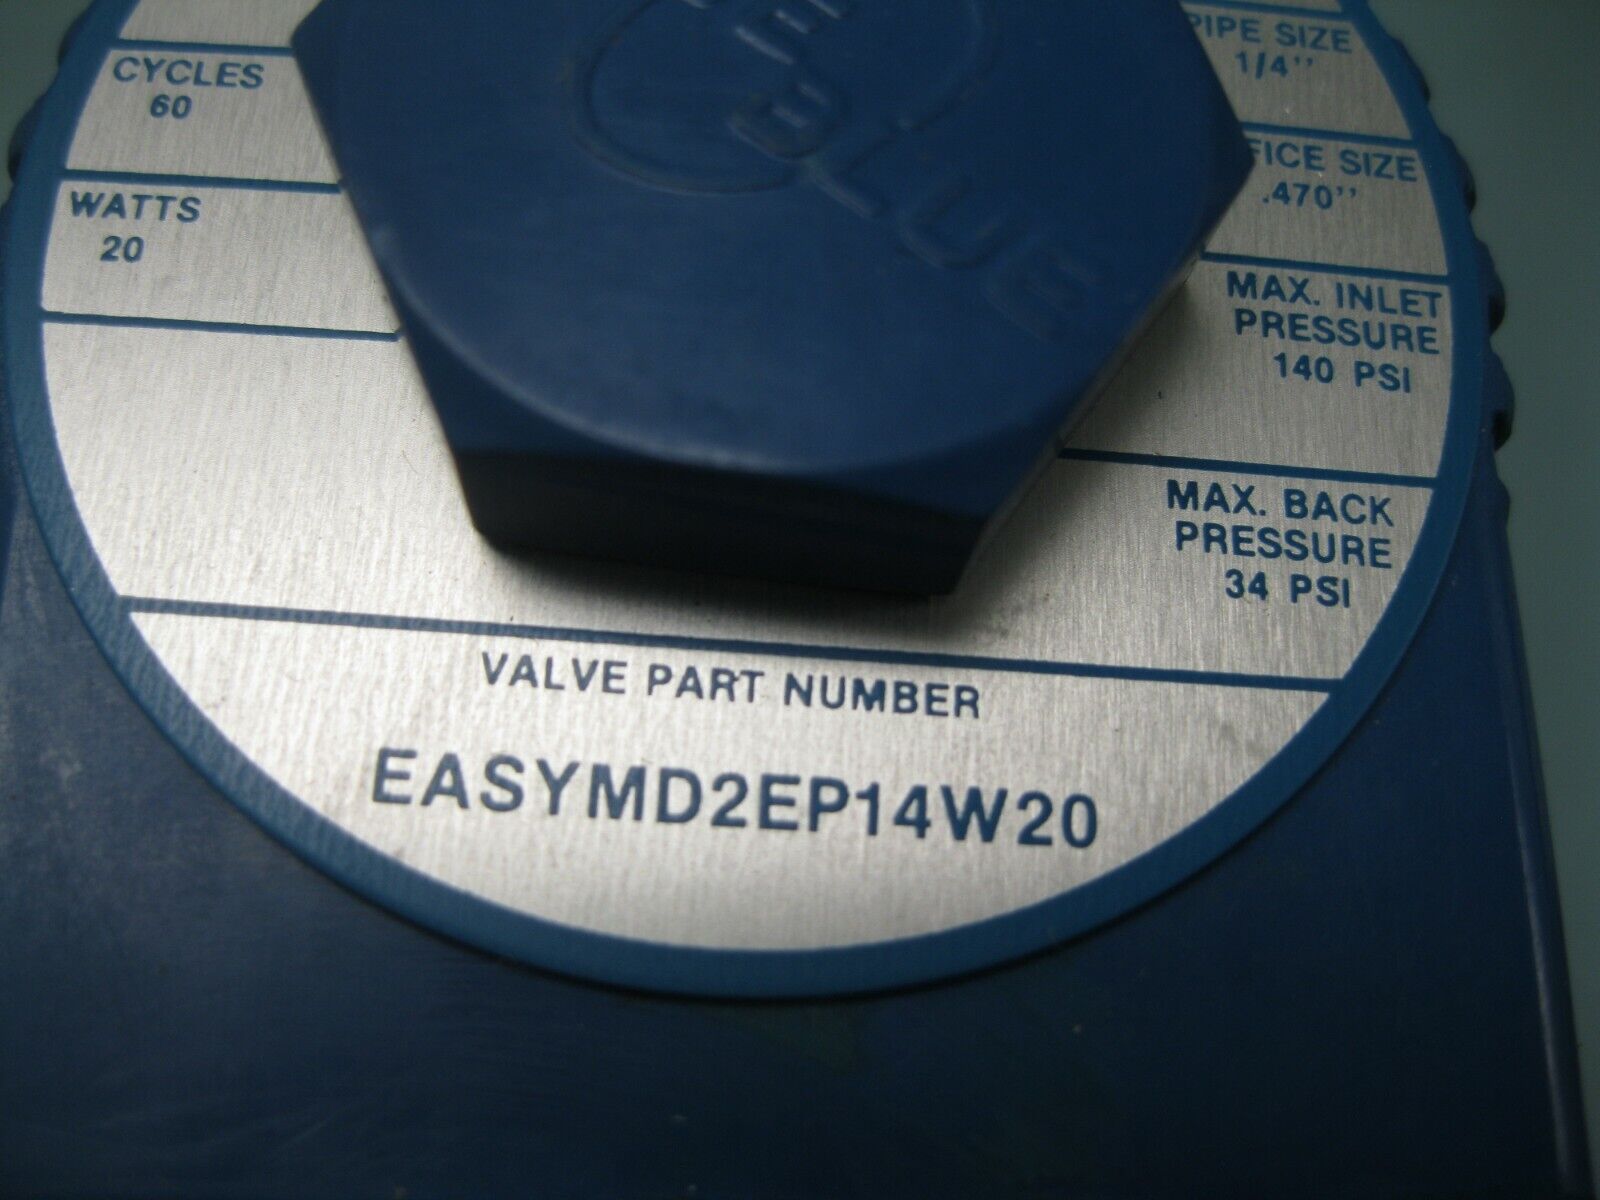 CYCLES
60
WATTS
20
BLUE
PIPE SIZE
1/4"
.470"
SIZE
MAX. INLET
PRESSURE
140 PSI
MAX. BACK
PRESSURE
34 PSI
VALVE PART NUMBER
EASYMD2EP14W20